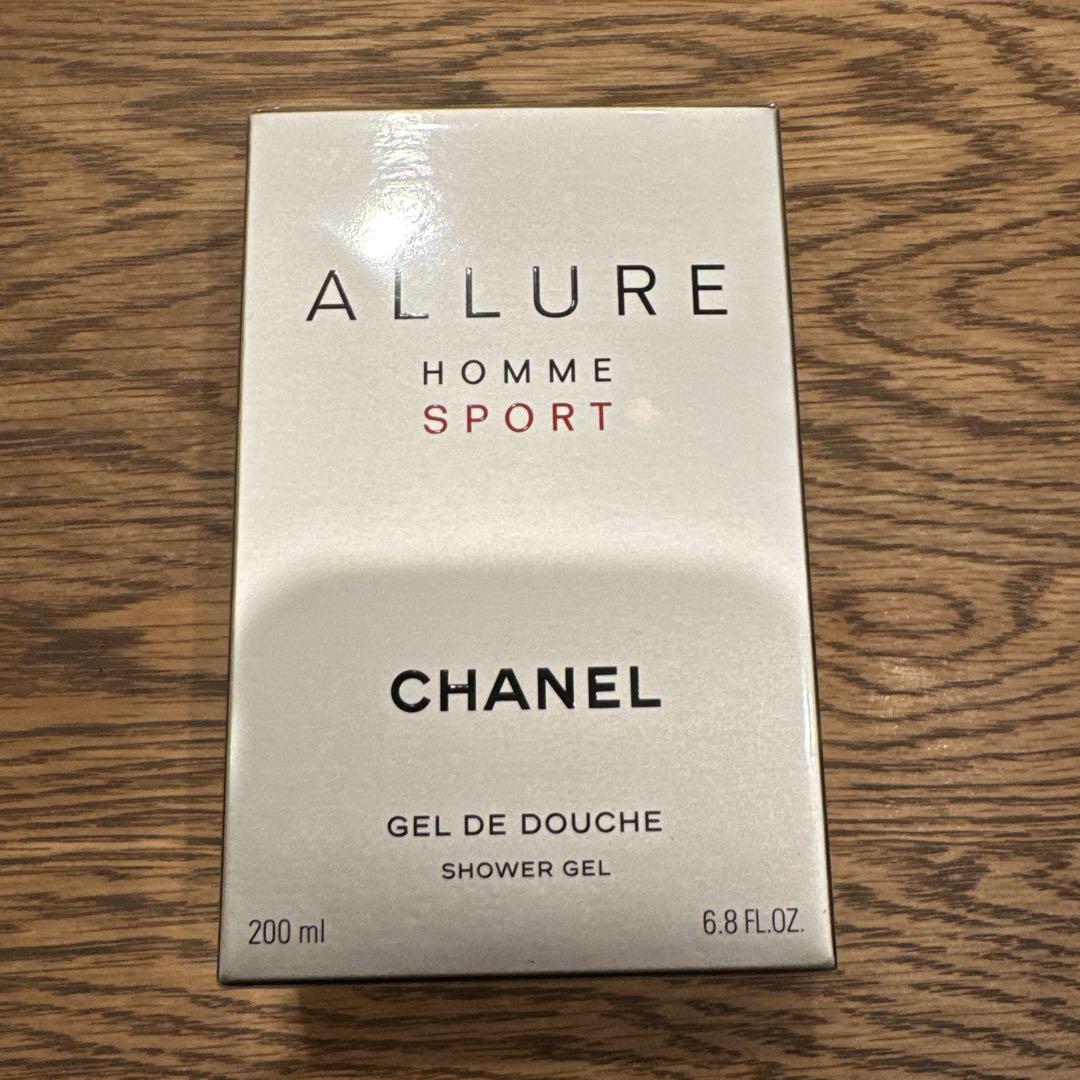 ALLURE
HOMME
SPORT
CHANEL
GEL DE DOUCHE
SHOWER GEL
200 ml 6.8 FL.OZ.